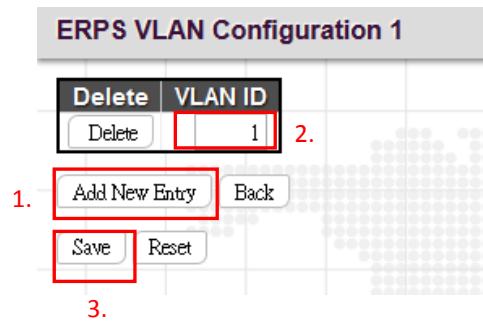 ERPS VLAN Configuration 1
Delete VLAN ID
Delete 1 2.
1. Add New Entry Back
Save Reset
3.